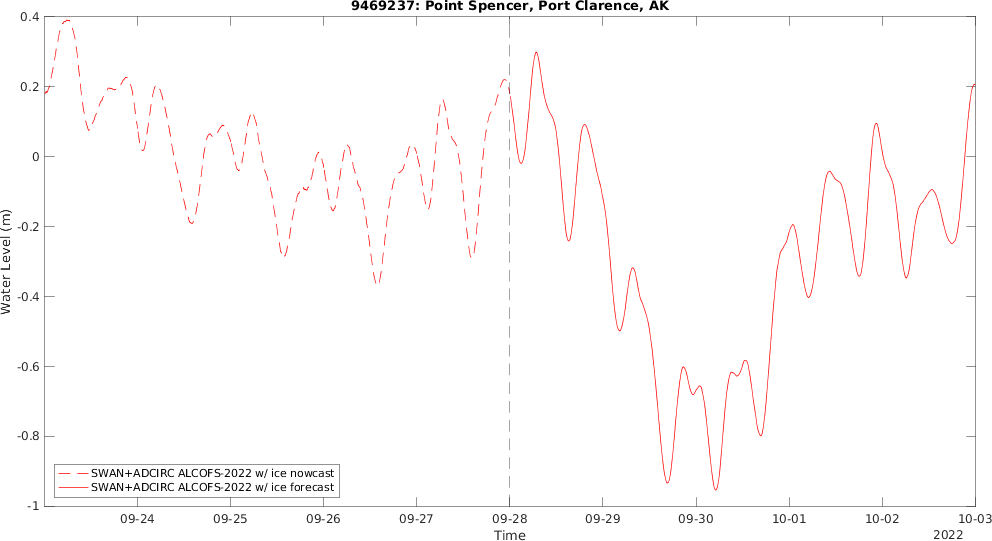 9469237: Point Spencer, Port Clarence, AK
0.4
0.2
0
-0.2
-0.4
-0.6
-0.8
-1
Water Level (m)
SWAN+ADCIRC ALCOFS-2022 w/ ice nowcast
SWAN+ADCIRC ALCOFS-2022 w/ ice forecast
09-24 09-25 09-26 09-27 09-28 09-29 09-30 10-01 10-02 10-03
Time
2022